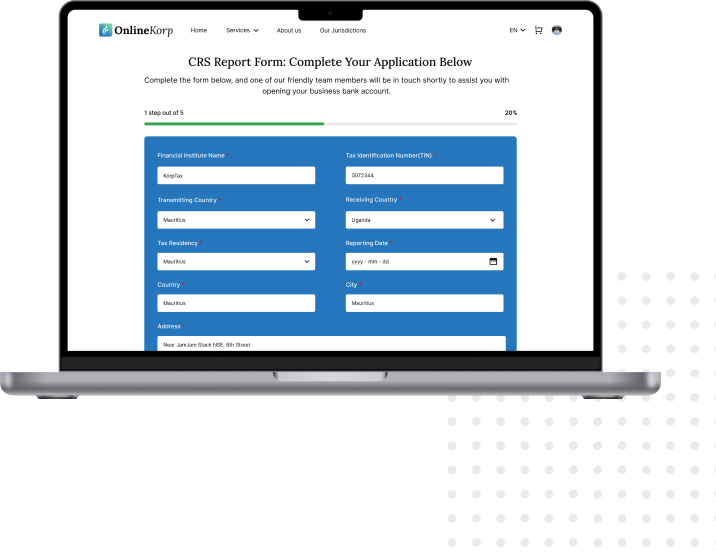 OnlineKorp Home Services About us Our Jurisdictions EN
CRS Report Form: Complete Your Application Below
Complete the form below, and one of our friendly team members will be in touch shortly to assist you with
opening your business bank account.
1 step out of 5 20%
Financial Institute Name * Tax Identification Number(TIN) *
KorpTax 0072344
Transmitting Country * Receiving Country *
Mauritius Uganda
Tax Residency * Reporting Date *
Mauritius yyyy - mm - dd
Country * City *
Mauritius Mauritius
Address *
Near JamJam Stack NSE, 6th Street